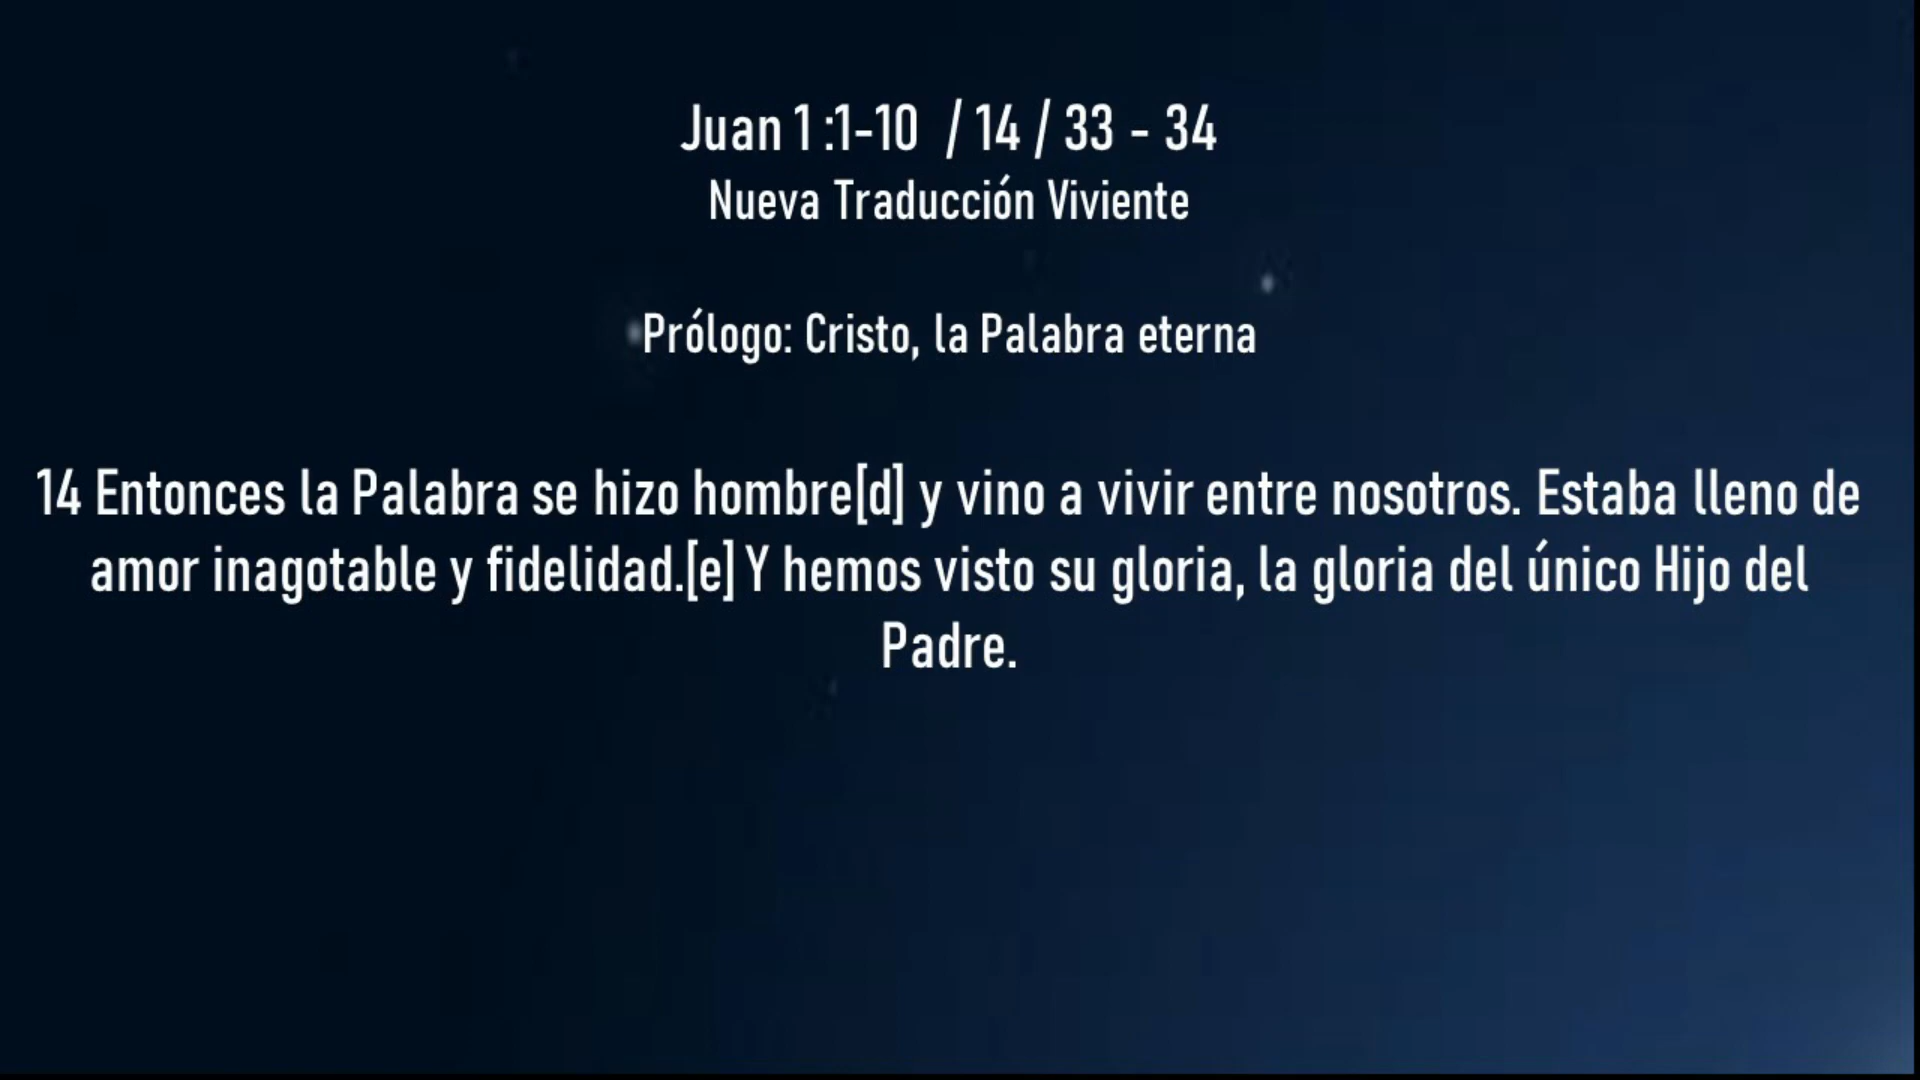 Juan 1 :1-10 / 14 / 33 - 34
Nueva Traducción Viviente
Prólogo: Cristo, la Palabra eterna
14 Entonces la Palabra se hizo hombre[d] y vino a vivir entre nosotros. Estaba lleno de
amor inagotable y fidelidad.[e] Y hemos visto su gloria, la gloria del único Hijo del
Padre.